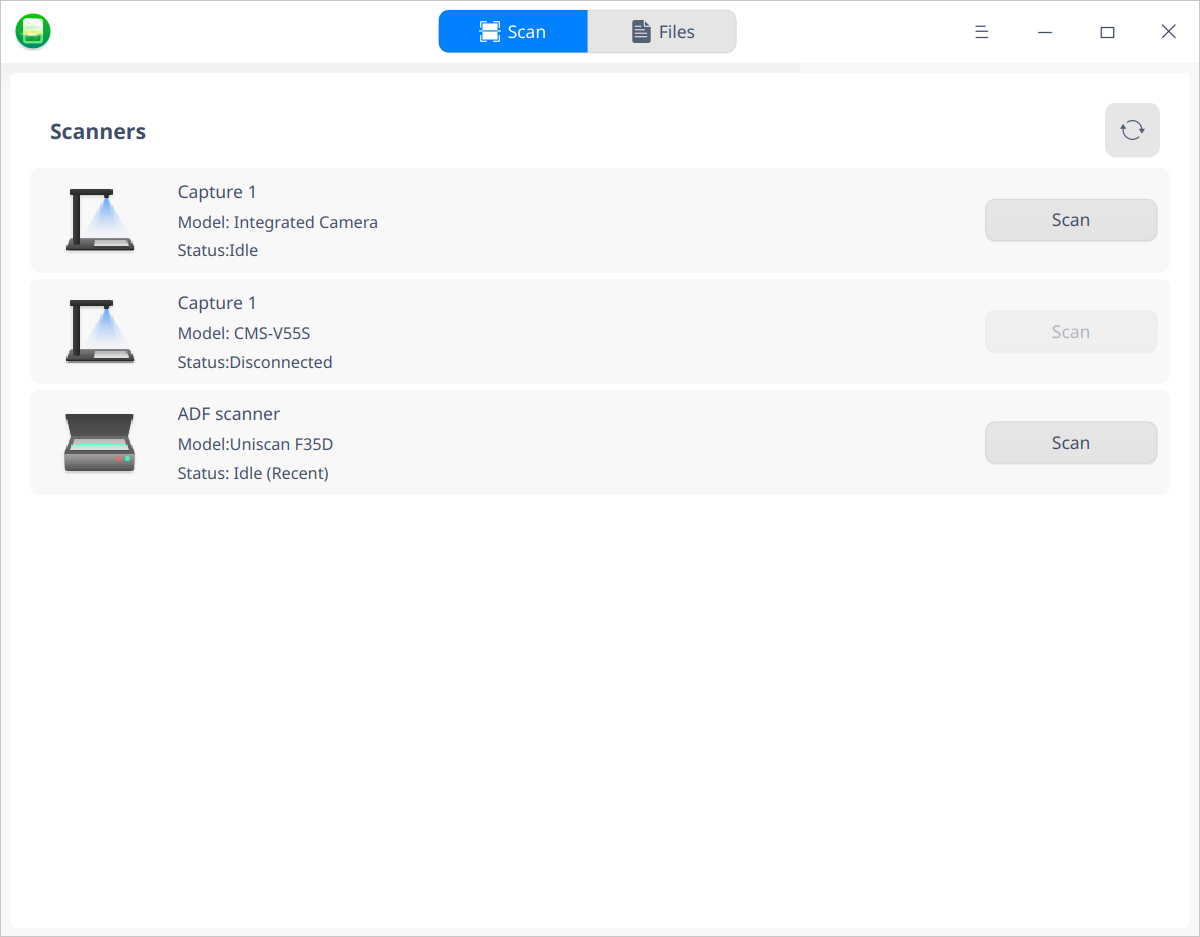 Scan
Files
Scanners
Capture 1
Model: Integrated Camera
Status:Idle
Scan
Capture 1
Model: CMS-V55S
Status:Disconnected
Scan
ADF scanner
Model:Uniscan F35D
Status: Idle (Recent)
Scan